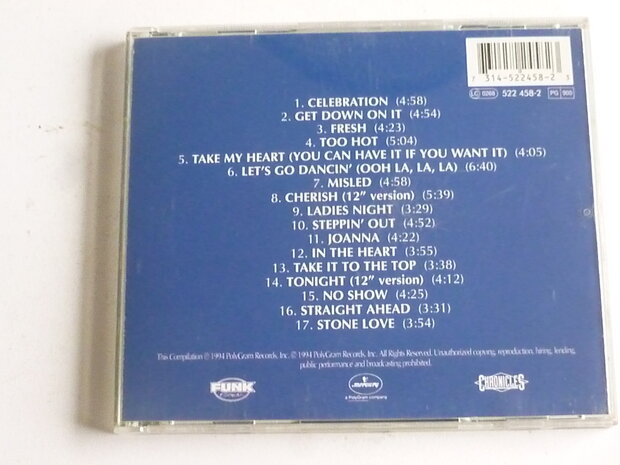 7 314-522458-2 3
LC 0268 522 458-2 PG 900
1. CELEBRATION (4:58)
2. GET DOWN ON IT (4:54)
3. FRESH (4:23)
4. TOO HOT (5:04)
5. TAKE MY HEART (YOU CAN HAVE IT IF YOU WANT IT) (4:05)
6. LET'S GO DANCIN' (OOH LA, LA, LA) (6:40)
7. MISLED (4:58)
8. CHERISH (12" version) (5:39)
9. LADIES NIGHT (3:29)
10. STEPPIN' OUT (4:52)
11. JOANNA (4:22)
12. IN THE HEART (3:55)
13. TAKE IT TO THE TOP (3:38)
14. TONIGHT (12" version) (4:12)
15. NO SHOW (4:25)
16. STRAIGHT AHEAD (3:31)
17. STONE LOVE (3:54)
This Compilation ℗ 1994 PolyGram Records, Inc. © 1994 PolyGram Records, Inc. All Rights Reserved. Unauthorized copying, reproduction, hiring, lending,
public performance and broadcasting prohibited.
FUNK
mercury
CHRONICLES
a PolyGram company